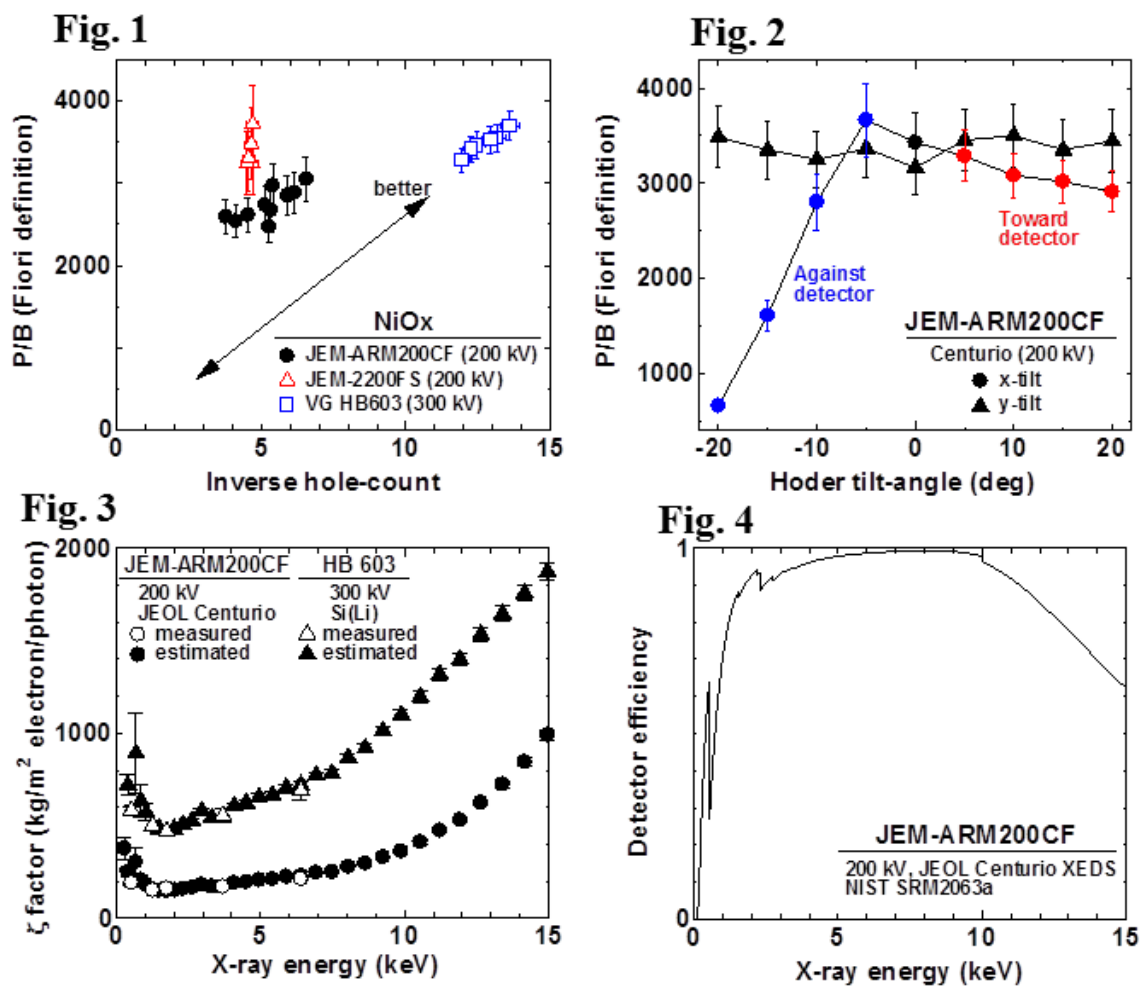 Fig. 1
P/B (Fiori definition)
4000
2000
0
better
NiOx
JEM-ARM200CF (200 kV)
JEM-2200FS (200 kV)
VG HB603 (300 kV)
0 5 10 15
Inverse hole-count
Fig. 2
P/B (Fiori definition)
4000
3000
2000
1000
Against
detector
Toward
detector
JEM-ARM200CF
Centurio (200 kV)
x-tilt
y-tilt
-20 -10 0 10 20
Hoder tilt-angle (deg)
Fig. 3
ζ factor (kg/m² electron/photon)
2000
1000
0
JEM-ARM200CF HB 603
200 kV 300 kV
JEOL Centurio Si(Li)
measured measured
estimated estimated
0 5 10 15
X-ray energy (keV)
Fig. 4
Detector efficiency
1
0
JEM-ARM200CF
200 kV, JEOL Centurio XEDS
NIST SRM2063a
0 5 10 15
X-ray energy (keV)